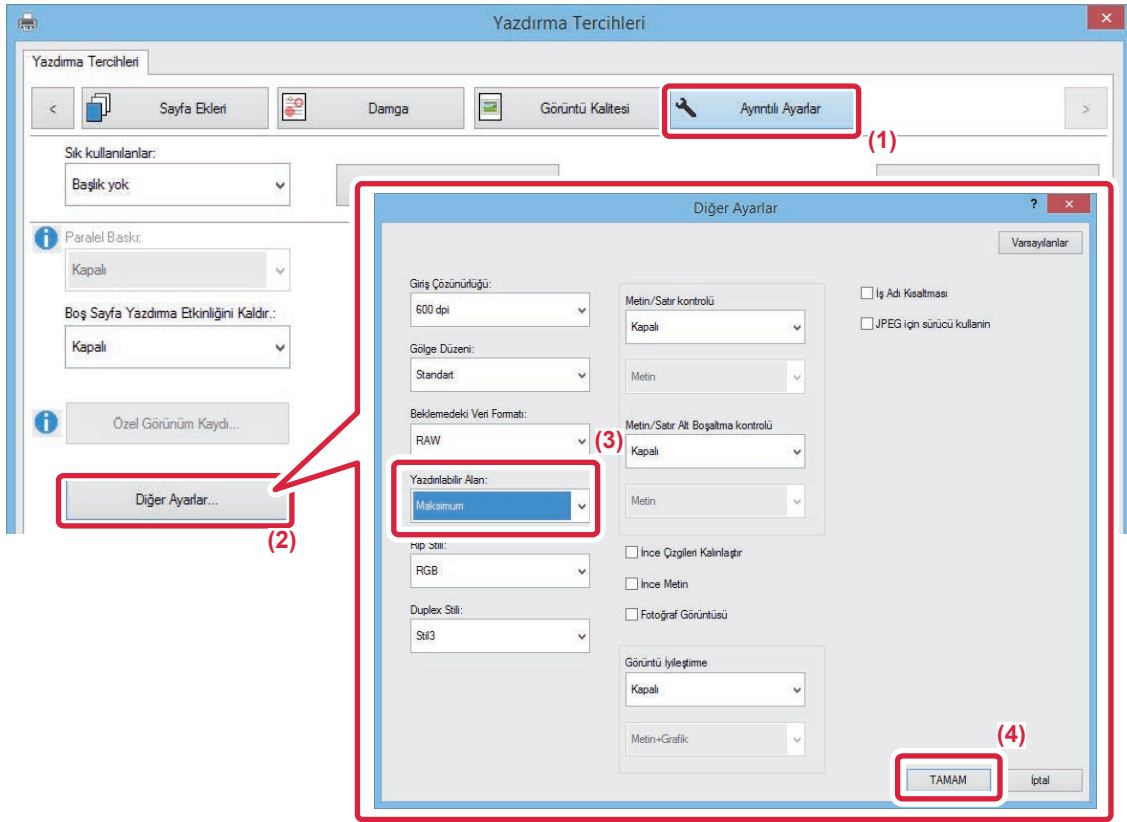 Yazdırma Tercihleri
Yazdırma Tercihleri
<
Sayfa Ekleri
Damga
Görüntü Kalitesi
Ayrıntılı Ayarlar
>
(1)
Sık kullanılanlar:
Başlık yok
Paralel Baskı:
Kapalı
Boş Sayfa Yazdırma Etkinliğini Kaldır.:
Kapalı
Özel Görünüm Kaydı...
Diğer Ayarlar...
(2)
Diğer Ayarlar
?
Varsayılanlar
Giriş Çözünürlüğü:
600 dpi
Gölge Düzeni:
Standart
Beklemedeki Veri Formatı:
RAW
(3)
Yazdırılabilir Alan:
Maksimum
Rip Stili:
RGB
Duplex Stili:
Stil3
Metin/Satır kontrolü
Kapalı
Metin
Metin/Satır Alt Boşaltma kontrolü
Kapalı
Metin
İnce Çizgileri Kalınlaştır
İnce Metin
Fotoğraf Görüntüsü
Görüntü İyileştirme
Kapalı
Metin+Grafik
İş Adı Kısaltması
JPEG için sürücü kullanin
(4)
TAMAM
İptal